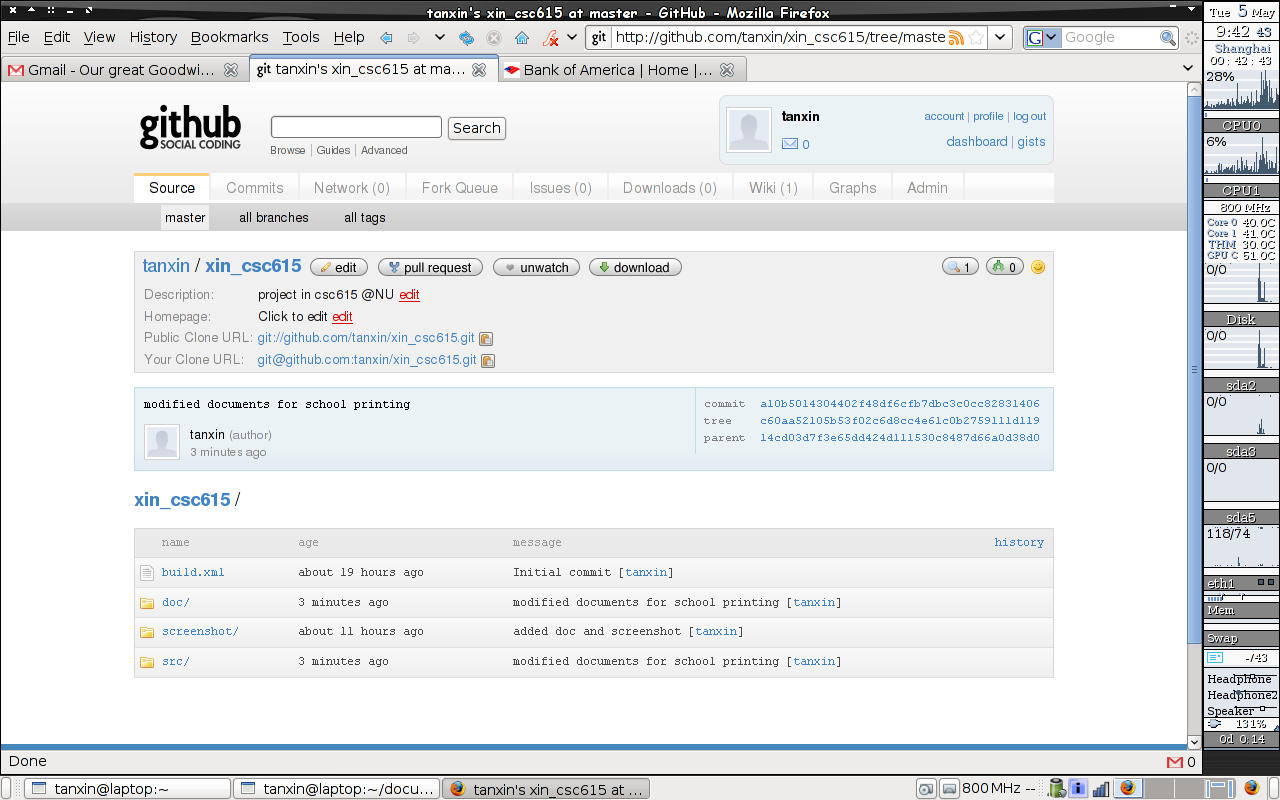 tanxin's xin_csc615 at master - GitHub - Mozilla Firefox
File Edit View History Bookmarks Tools Help git http://github.com/tanxin/xin_csc615/tree/maste Google
Gmail - Our great Goodwi... git tanxin's xin_csc615 at ma... Bank of America | Home |...
github
SOCIAL CODING
Search
Browse | Guides | Advanced
tanxin
account | profile | log out
0
dashboard | gists
Source Commits Network (0) Fork Queue Issues (0) Downloads (0) Wiki (1) Graphs Admin
master all branches all tags
tanxin / xin_csc615 edit pull request unwatch download 1 0
Description: project in csc615 @NU edit
Homepage: Click to edit edit
Public Clone URL: git://github.com/tanxin/xin_csc615.git
Your Clone URL: git@github.com:tanxin/xin_csc615.git
modified documents for school printing
tanxin (author)
3 minutes ago
commit a10b5014304402f48df6cfb7dbc3c0cc82831406
tree c60aa52105b53f02c6d8cc4e61c0b2759111d119
parent 14cd03d7f3e65dd424d111530c8487d66a0d38d0
xin_csc615 /
name age message history
build.xml about 19 hours ago Initial commit [tanxin]
doc/ 3 minutes ago modified documents for school printing [tanxin]
screenshot/ about 11 hours ago added doc and screenshot [tanxin]
src/ 3 minutes ago modified documents for school printing [tanxin]
Done
0
Tue 5 May
9:42 43
Shanghai
00:42:43
28%
CPU0
6%
CPU1
800 MHz
Core 0 40.0C
Core 1 41.0C
THM 30.0C
GPU C 51.0C
0/0
Disk
0/0
sda2
0/0
sda3
0/0
sda5
118/74
eth1
Mem
Swap
-/43
Headphone
Headphone2
Speaker
131%
0d 0:14
tanxin@laptop:~ tanxin@laptop:~/docu... tanxin's xin_csc615 at ... 800 MHz --